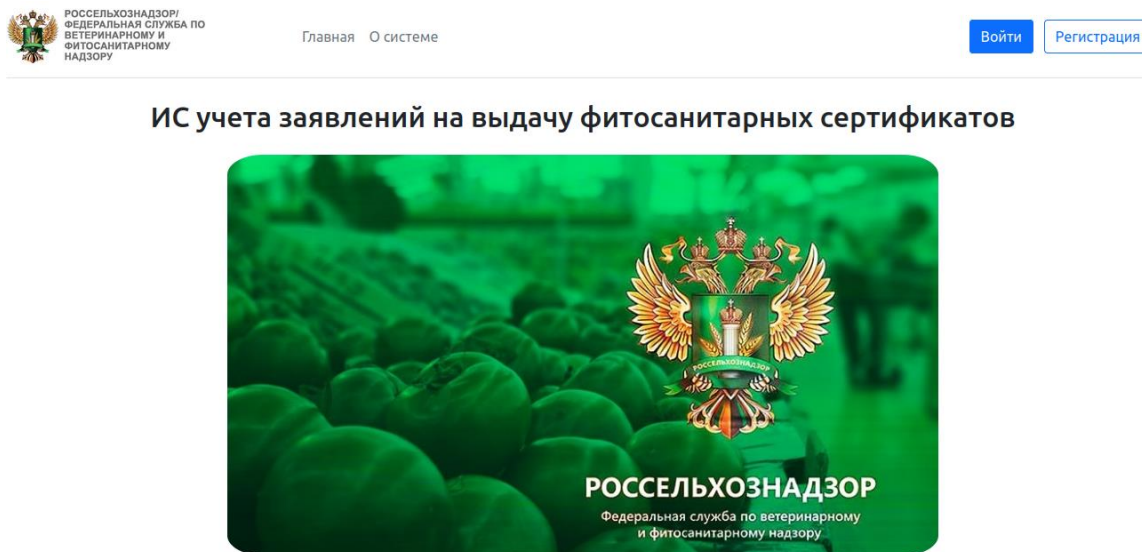 РОССЕЛЬХОЗНАДЗОР/
ФЕДЕРАЛЬНАЯ СЛУЖБА ПО
ВЕТЕРИНАРНОМУ И
ФИТОСАНИТАРНОМУ
НАДЗОРУ
Главная О системе
Войти
Регистрация
ИС учета заявлений на выдачу фитосанитарных сертификатов
РОССЕЛЬХОЗНАДЗОР
РОССЕЛЬХОЗНАДЗОР
Федеральная служба по ветеринарному
и фитосанитарному надзору